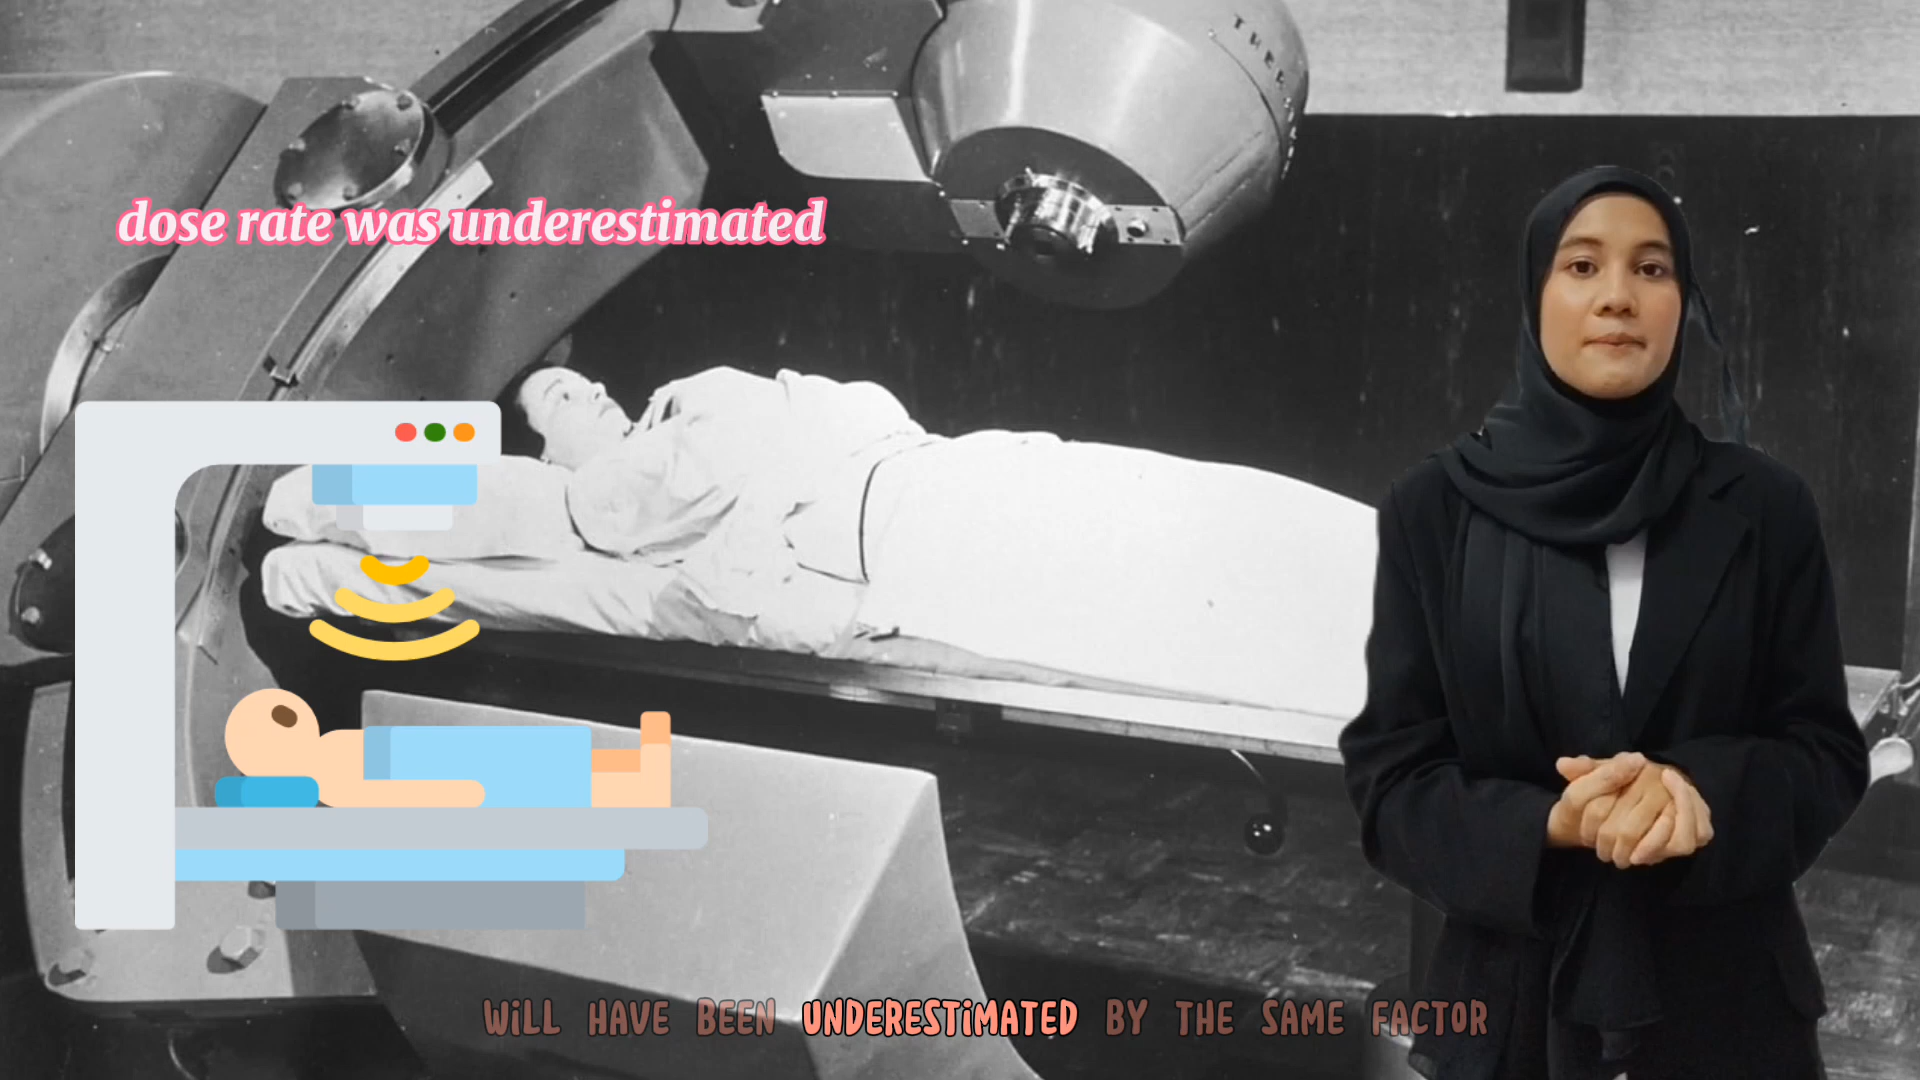 dose rate was underestimated
WiLL HAVE BEEN UNDERESTiMATED BY THE SAME FACTOR